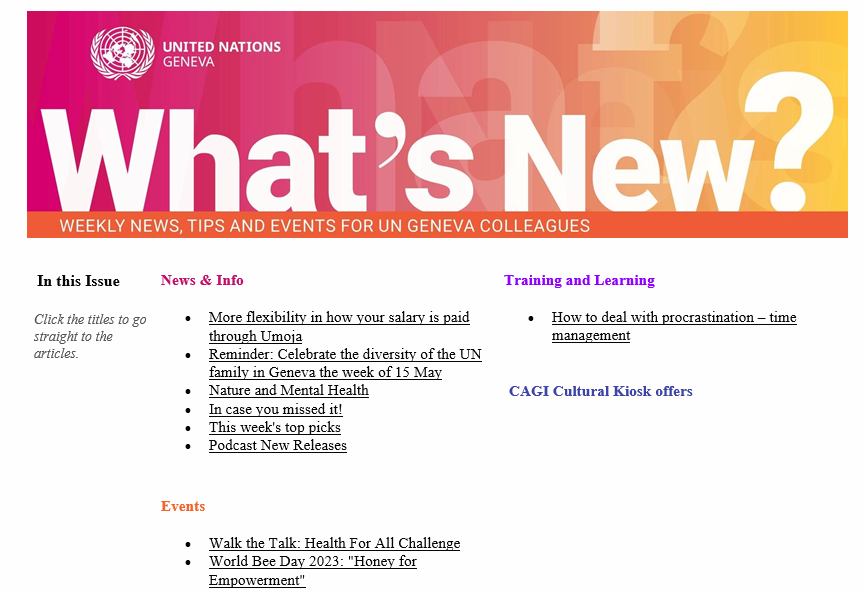 UNITED NATIONS
GENEVA
What's New?
WEEKLY NEWS, TIPS AND EVENTS FOR UN GENEVA COLLEAGUES
In this Issue
Click the titles to go
straight to the
articles.
News & Info
More flexibility in how your salary is paid
through Umoja
Reminder: Celebrate the diversity of the UN
family in Geneva the week of 15 May
Nature and Mental Health
In case you missed it!
This week's top picks
Podcast New Releases
Events
Walk the Talk: Health For All Challenge
World Bee Day 2023: "Honey for
Empowerment"
Training and Learning
How to deal with procrastination – time
management
CAGI Cultural Kiosk offers